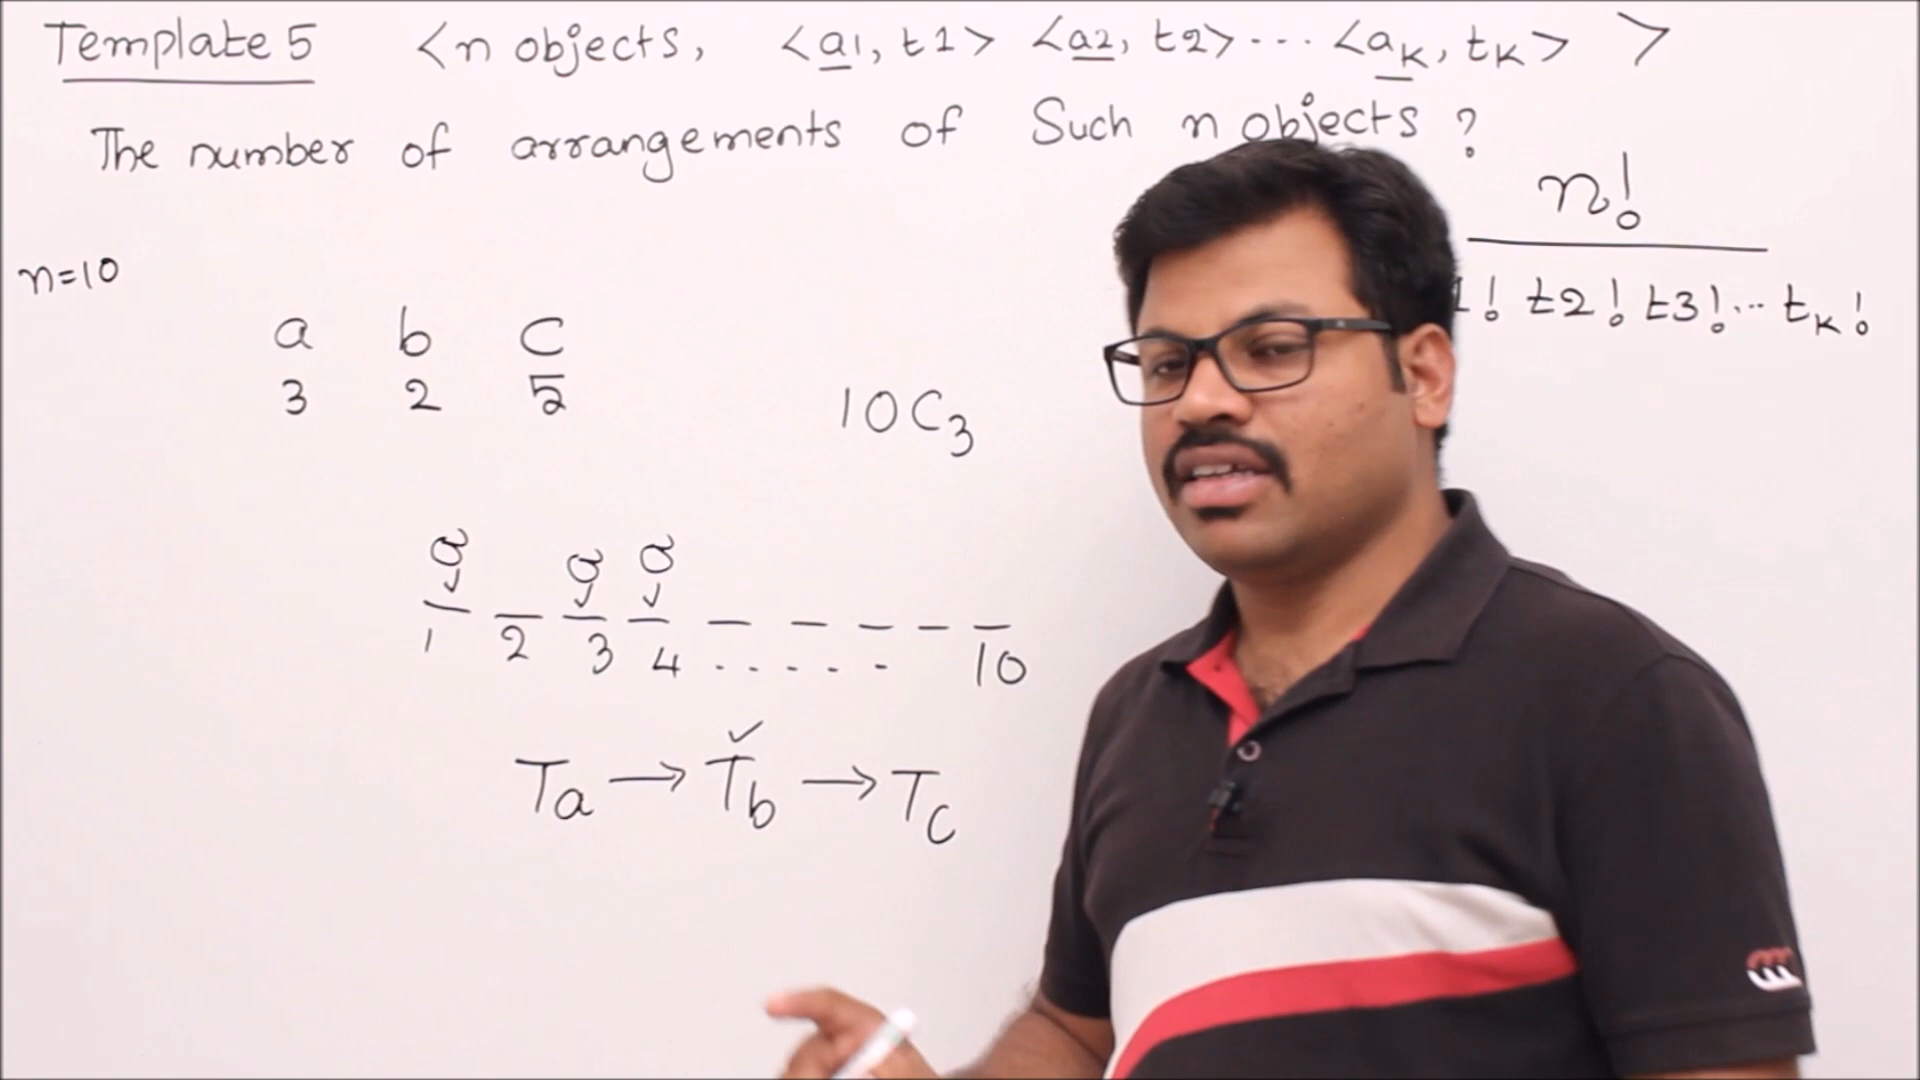 Template 5 <n objects, <a1, t1> <a2, t2> ... <aK, tK> >
The number of arrangements of Such n objects ?
n!
1! t2! t3! ... tK!
n=10
a b c
3 2 5
10C3
a a a
1 2 3 4 ..... 10
Ta → Tb → Tc